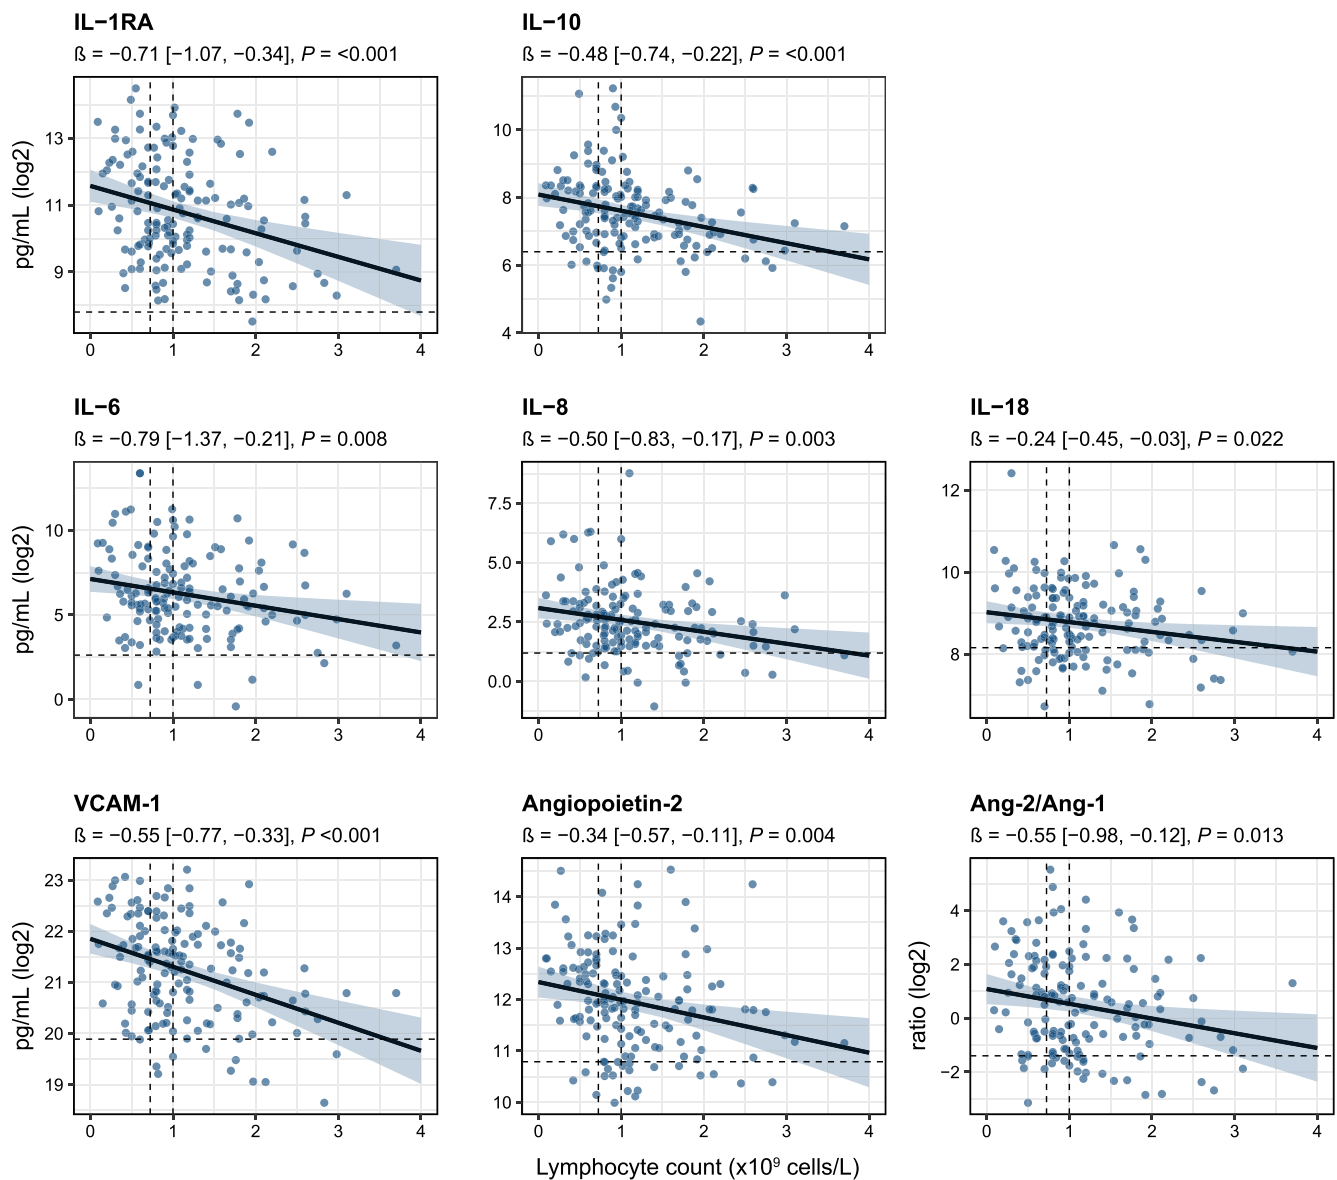 IL−1RA
ß = −0.71 [−1.07, −0.34], P = <0.001
IL−10
ß = −0.48 [−0.74, −0.22], P = <0.001
pg/mL (log2)
13
11
9
0 1 2 3 4
10
8
6
4
0 1 2 3 4
IL−6
ß = −0.79 [−1.37, −0.21], P = 0.008
IL−8
ß = −0.50 [−0.83, −0.17], P = 0.003
IL−18
ß = −0.24 [−0.45, −0.03], P = 0.022
pg/mL (log2)
10
5
0
0 1 2 3 4
7.5
5.0
2.5
0.0
0 1 2 3 4
12
10
8
0 1 2 3 4
VCAM-1
ß = −0.55 [−0.77, −0.33], P <0.001
Angiopoietin-2
ß = −0.34 [−0.57, −0.11], P = 0.004
Ang-2/Ang-1
ß = −0.55 [−0.98, −0.12], P = 0.013
pg/mL (log2)
23
22
21
20
19
0 1 2 3 4
14
13
12
11
10
0 1 2 3 4
ratio (log2)
4
2
0
−2
0 1 2 3 4
Lymphocyte count (x10⁹ cells/L)